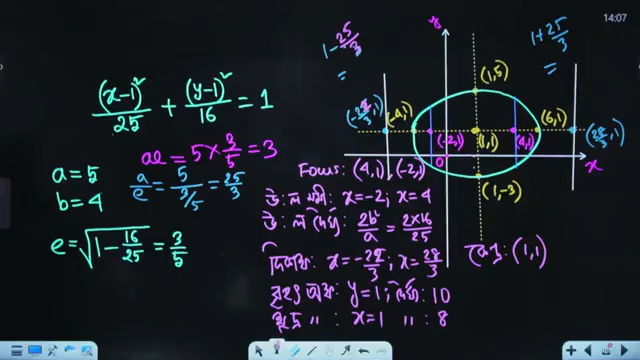 14:07
(x-1)²/25 + (y-1)²/16 = 1
a = 5
b = 4
e = √(1 - 16/25) = 3/5
ae = 5 × 3/5 = 3
a/e = 5/(3/5) = 25/3
1 - 25/3
=
1 + 25/3
=
y
(1, 5)
(-4, 1)
(6, 1)
(-2, 1)
(1, 1)
(4, 1)
(28/3, 1)
0
x
(1, -3)
Focus: (4, 1), (-2, 1)
: x = -2; x = 4
: 2b²/a = 2×16/25
: x = -25/3; x = 28/3
বৃহৎ অক্ষ: y = 1; দৈর্ঘ্য: 10
ক্ষুদ্র " : x = 1 " : 8
কেন্দ্র: (1, 1)